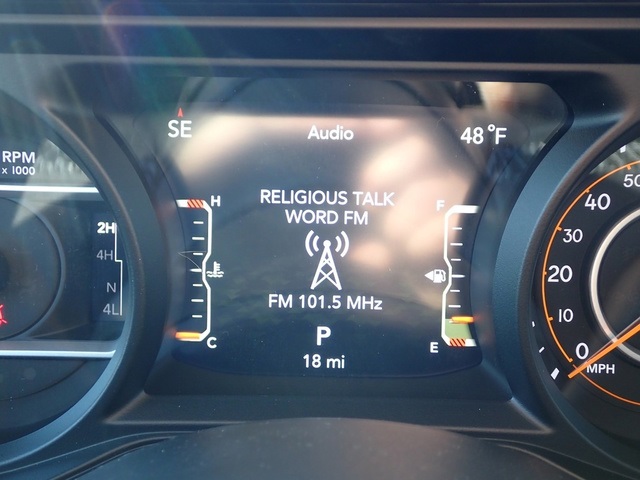 SE
Audio
48°F
RPM
x 1000
RELIGIOUS TALK
WORD FM
H
F
2H
4H
N
4L
FM 101.5 MHz
C
E
P
18 mi
50
40
30
20
10
0
MPH